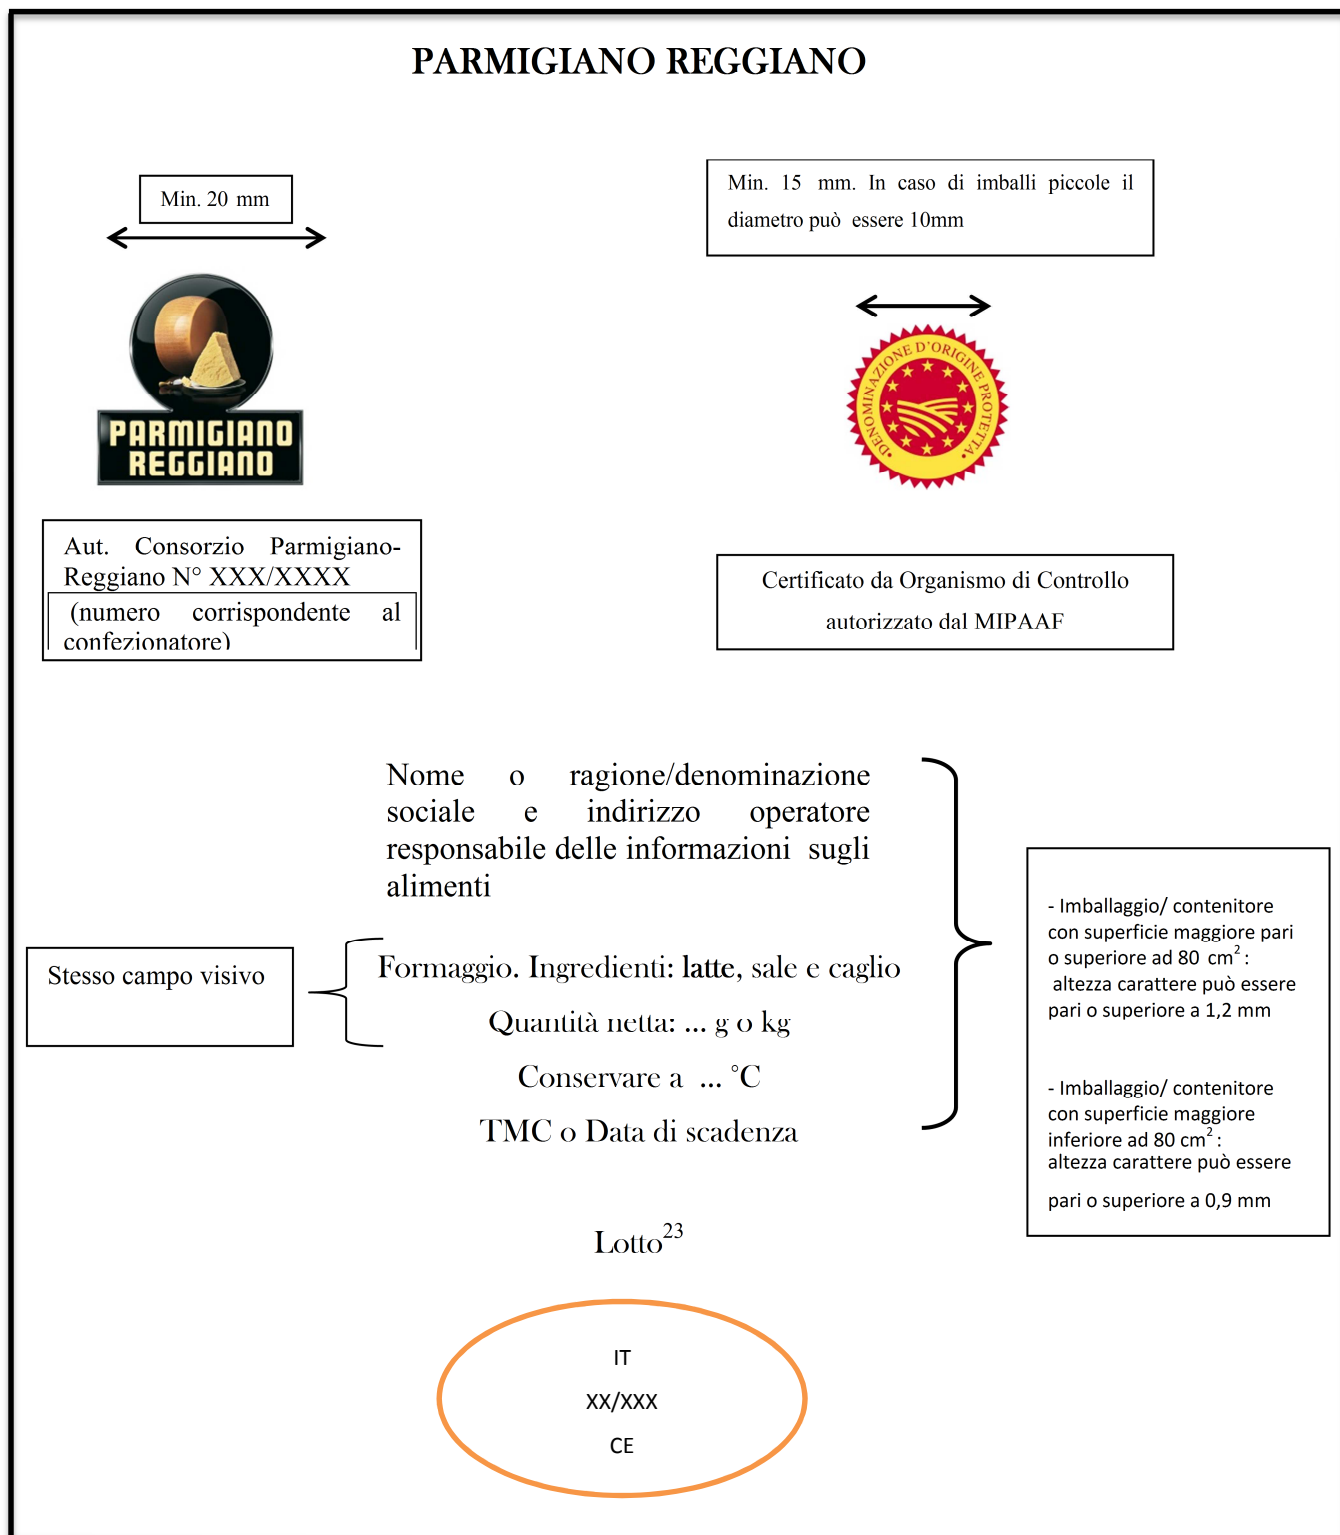 PARMIGIANO REGGIANO
Min. 20 mm
Min. 15 mm. In caso di imballi piccole il
diametro può essere 10mm
PARMIGIANO
REGGIANO
DENOMINAZIONE D'ORIGINE PROTETTA
Aut. Consorzio Parmigiano-
Reggiano N° XXX/XXXX
(numero corrispondente al
confezionatore)
Certificato da Organismo di Controllo
autorizzato dal MIPAAF
Nome o ragione/denominazione
sociale e indirizzo operatore
responsabile delle informazioni sugli
alimenti
Stesso campo visivo
Formaggio. Ingredienti: latte, sale e caglio
Quantità netta: ... g o kg
Conservare a ... °C
TMC o Data di scadenza
- Imballaggio/ contenitore
con superficie maggiore pari
o superiore ad 80 cm²:
altezza carattere può essere
pari o superiore a 1,2 mm
- Imballaggio/ contenitore
con superficie maggiore
inferiore ad 80 cm²:
altezza carattere può essere
pari o superiore a 0,9 mm
Lotto²³
IT
XX/XXX
CE